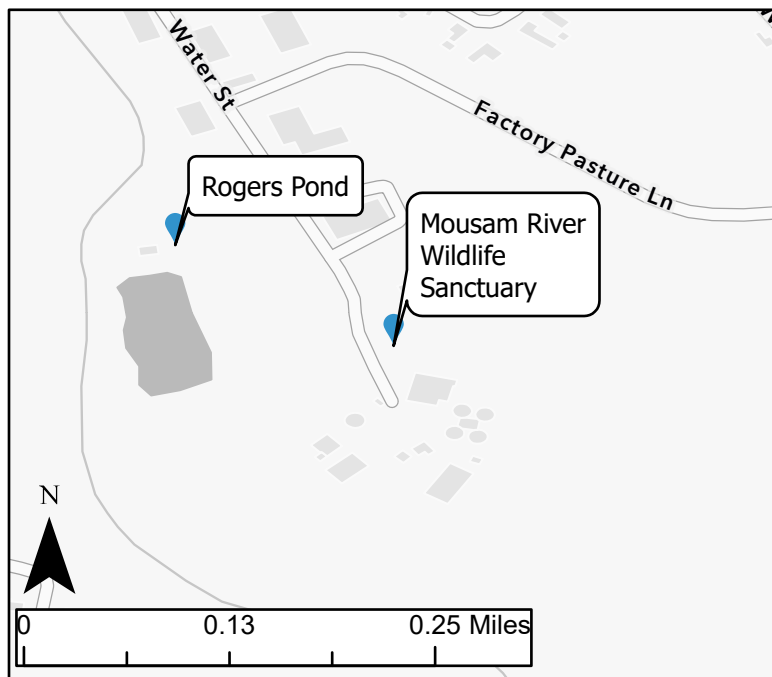 Water St
Factory Pasture Ln
Rogers Pond
Mousam River
Wildlife
Sanctuary
N
0 0.13 0.25 Miles